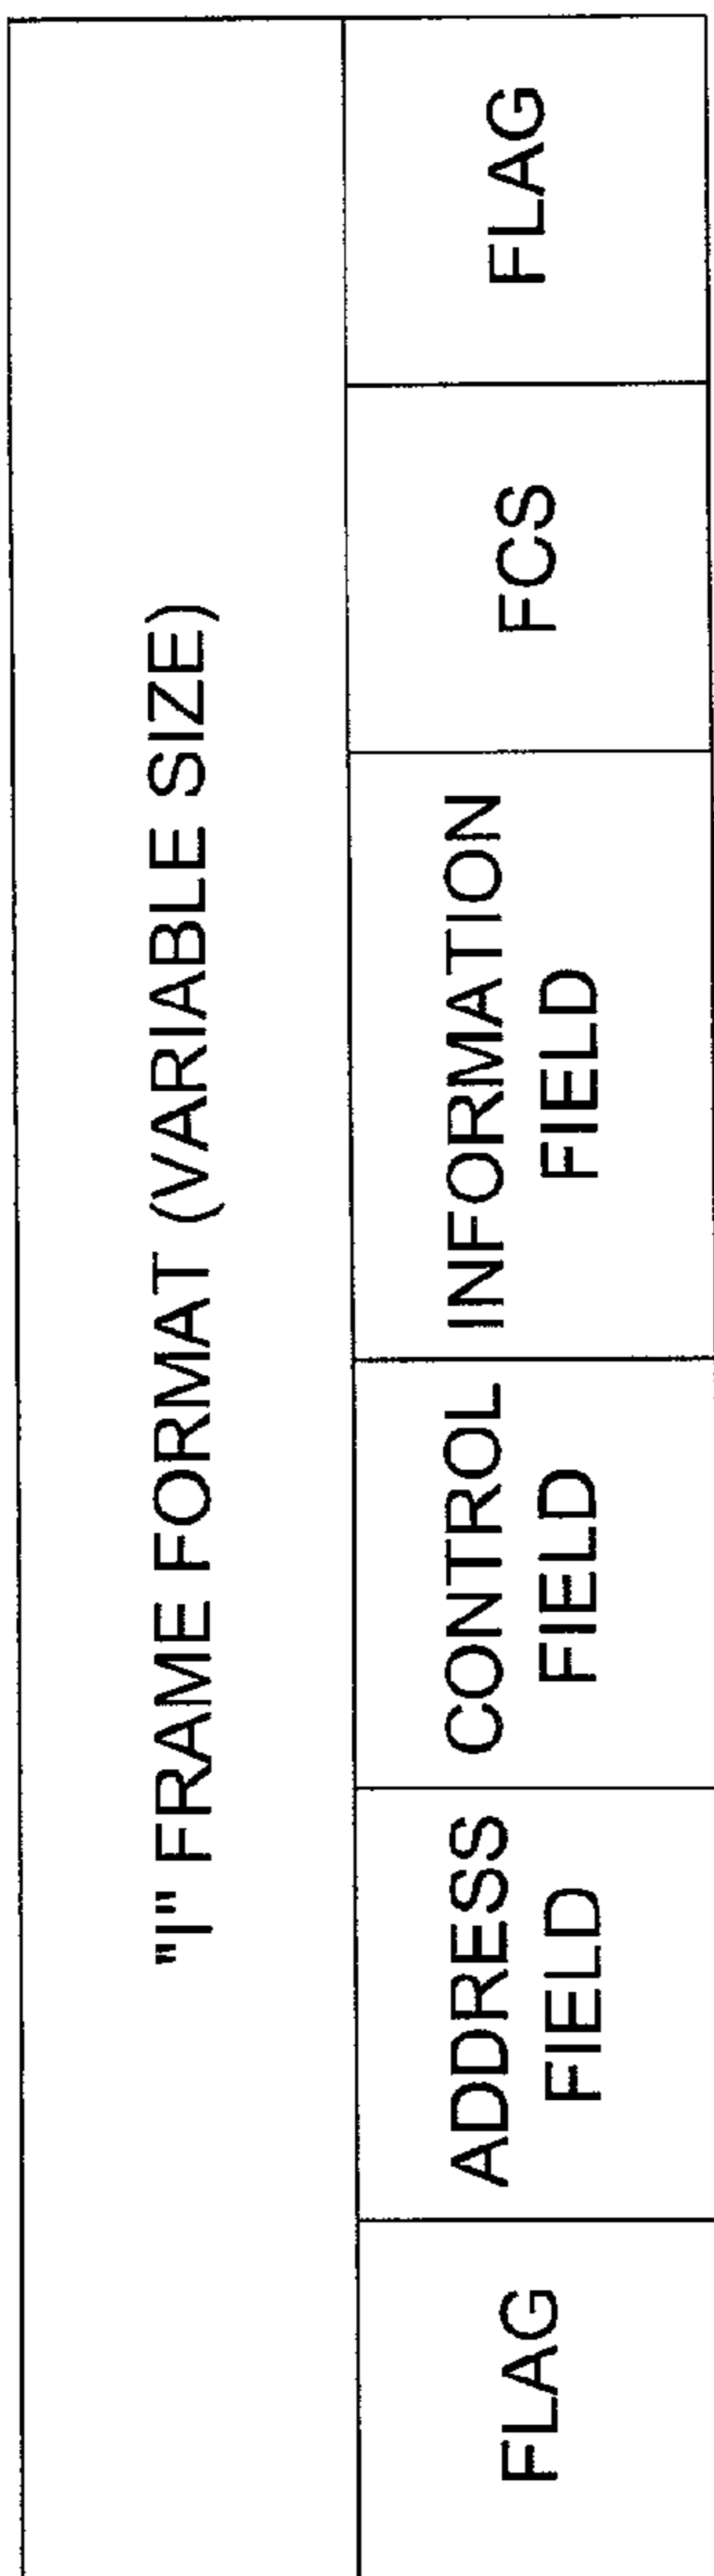 "I" FRAME FORMAT (VARIABLE SIZE)
FLAG
ADDRESS
FIELD
CONTROL
FIELD
INFORMATION
FIELD
FCS
FLAG